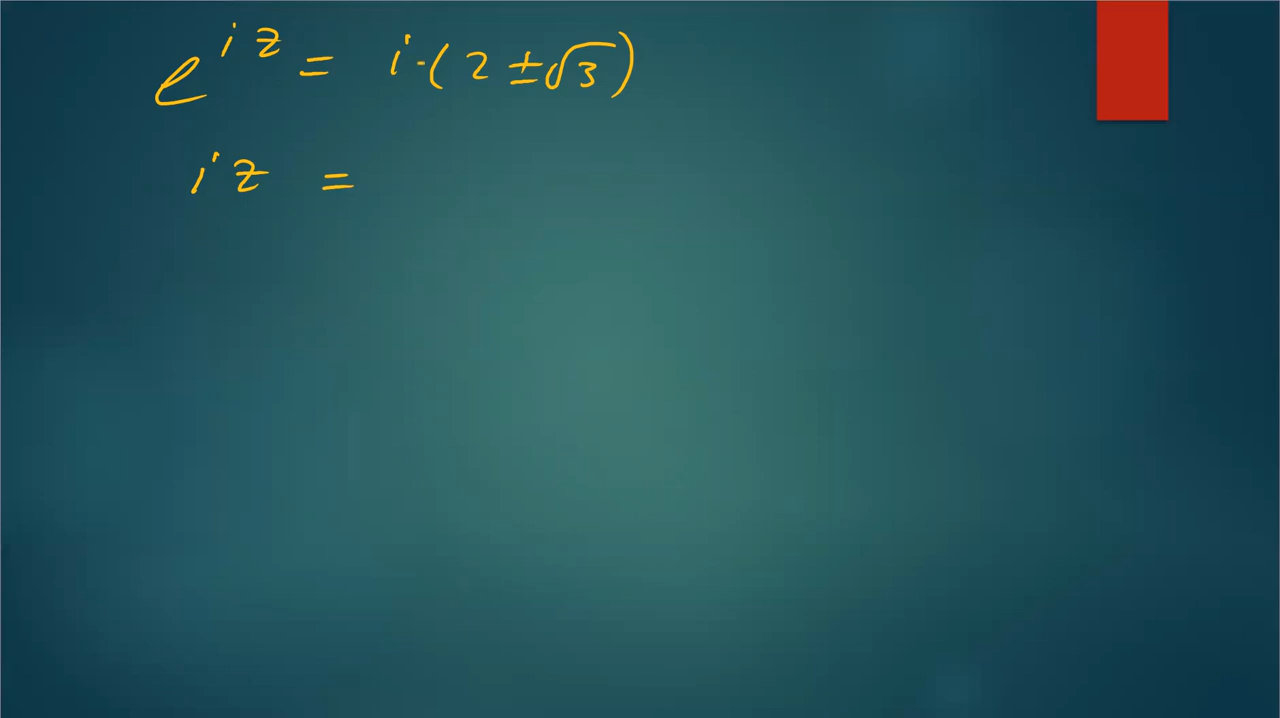 e^{iz} = i·(2 ± √3)
iz =